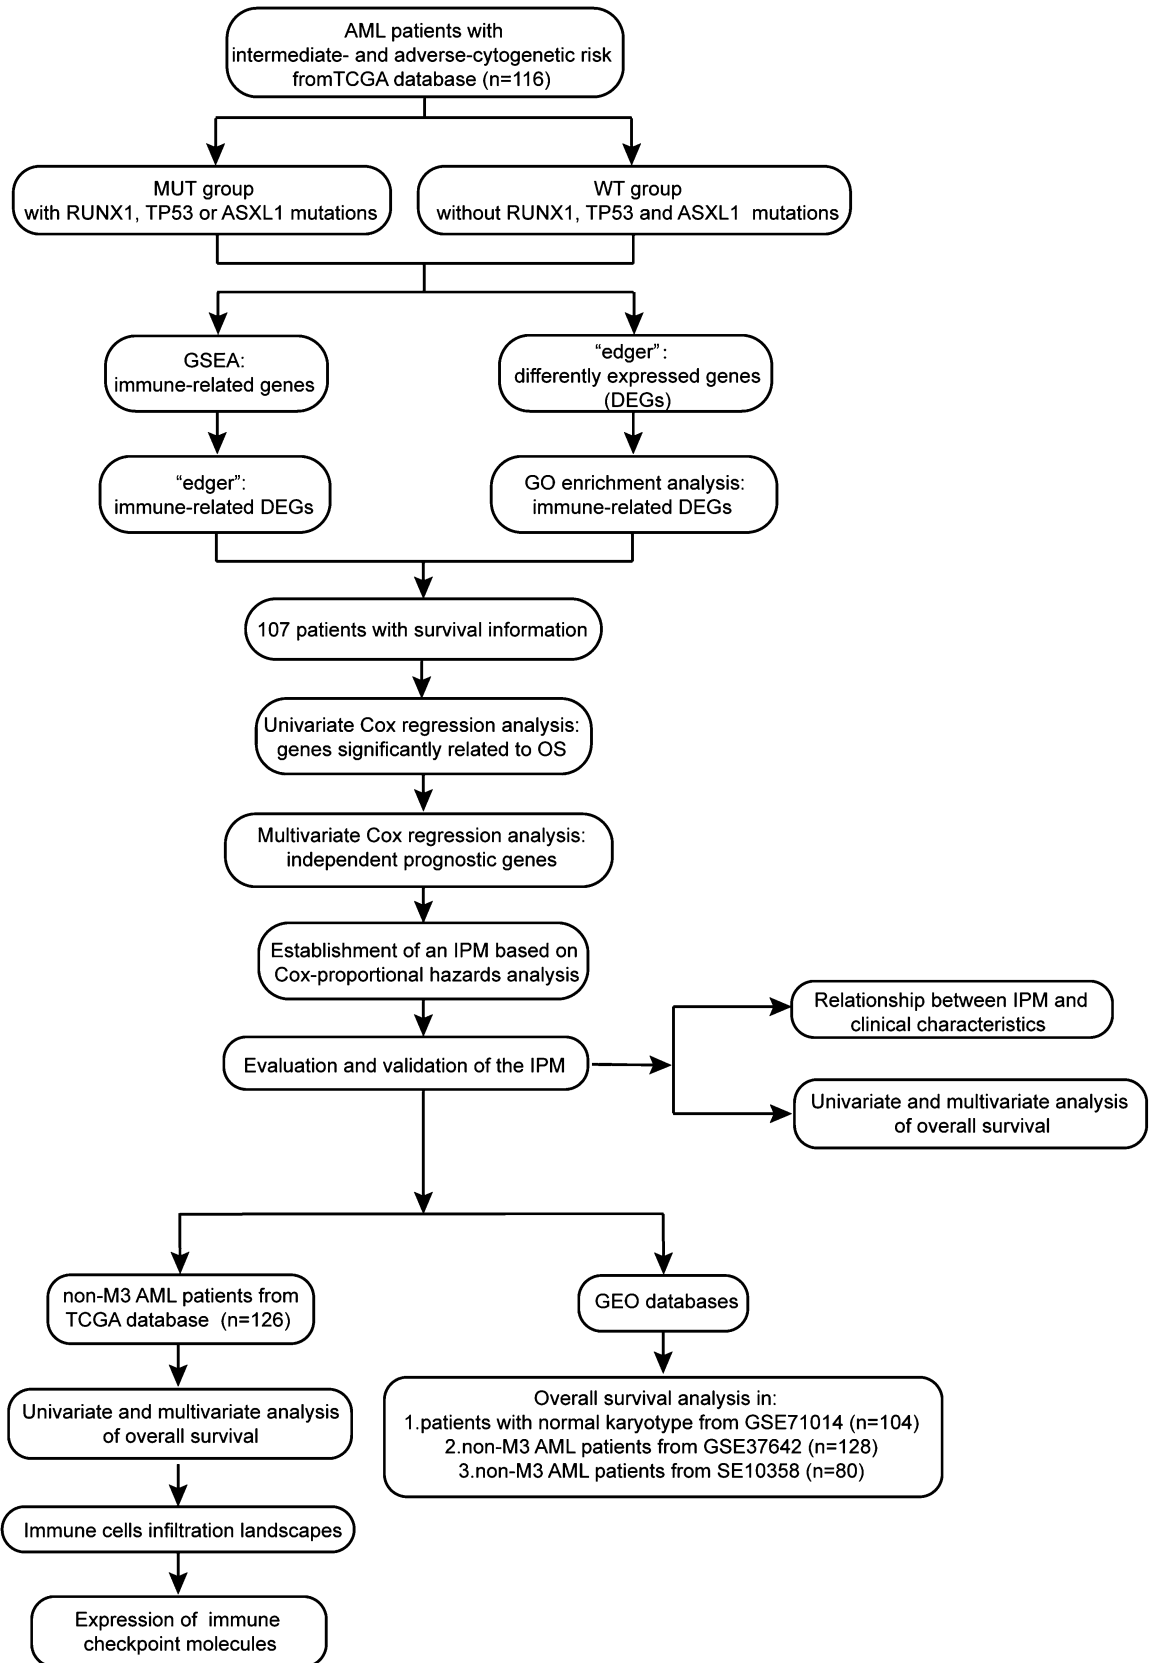 AML patients with
intermediate- and adverse-cytogenetic risk
fromTCGA database (n=116)
MUT group
with RUNX1, TP53 or ASXL1 mutations
WT group
without RUNX1, TP53 and ASXL1 mutations
GSEA:
immune-related genes
“edger”:
differently expressed genes
(DEGs)
“edger”:
immune-related DEGs
GO enrichment analysis:
immune-related DEGs
107 patients with survival information
Univariate Cox regression analysis:
genes significantly related to OS
Multivariate Cox regression analysis:
independent prognostic genes
Establishment of an IPM based on
Cox-proportional hazards analysis
Evaluation and validation of the IPM
Relationship between IPM and
clinical characteristics
Univariate and multivariate analysis
of overall survival
non-M3 AML patients from
TCGA database (n=126)
Univariate and multivariate analysis
of overall survival
Immune cells infiltration landscapes
Expression of immune
checkpoint molecules
GEO databases
Overall survival analysis in:
1.patients with normal karyotype from GSE71014 (n=104)
2.non-M3 AML patients from GSE37642 (n=128)
3.non-M3 AML patients from SE10358 (n=80)